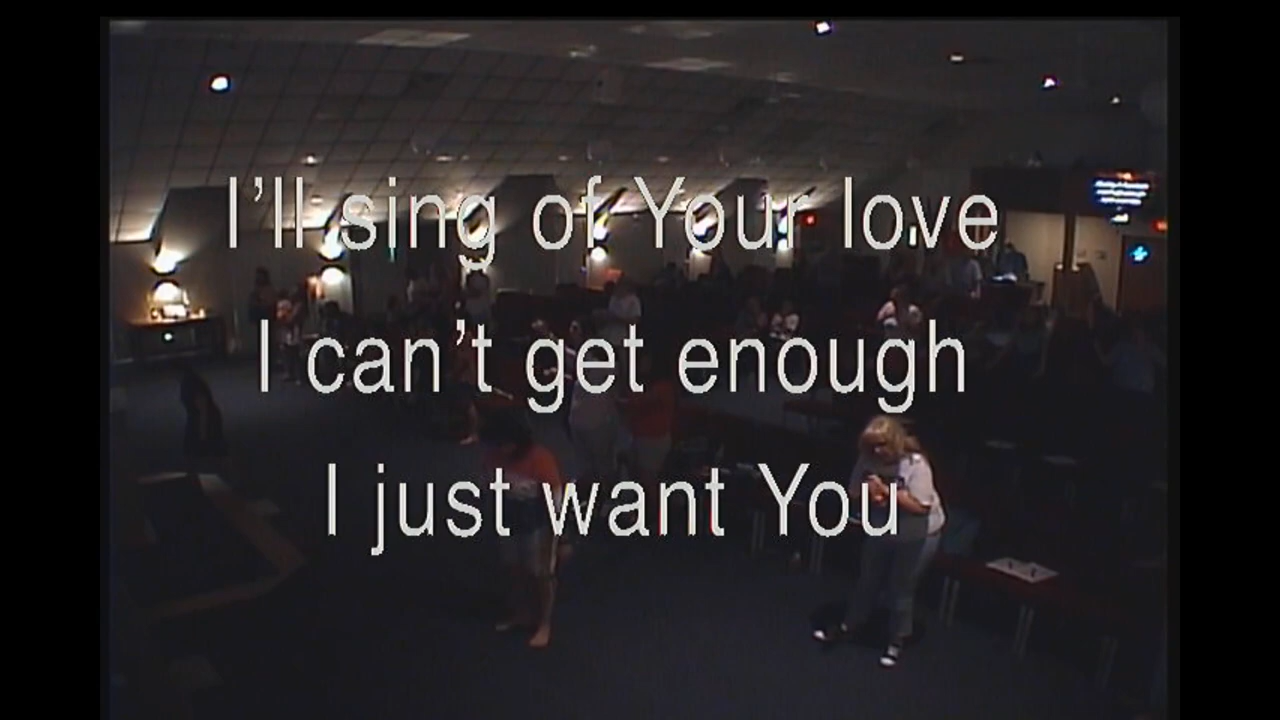 I’ll sing of Your love
I can’t get enough
I just want You